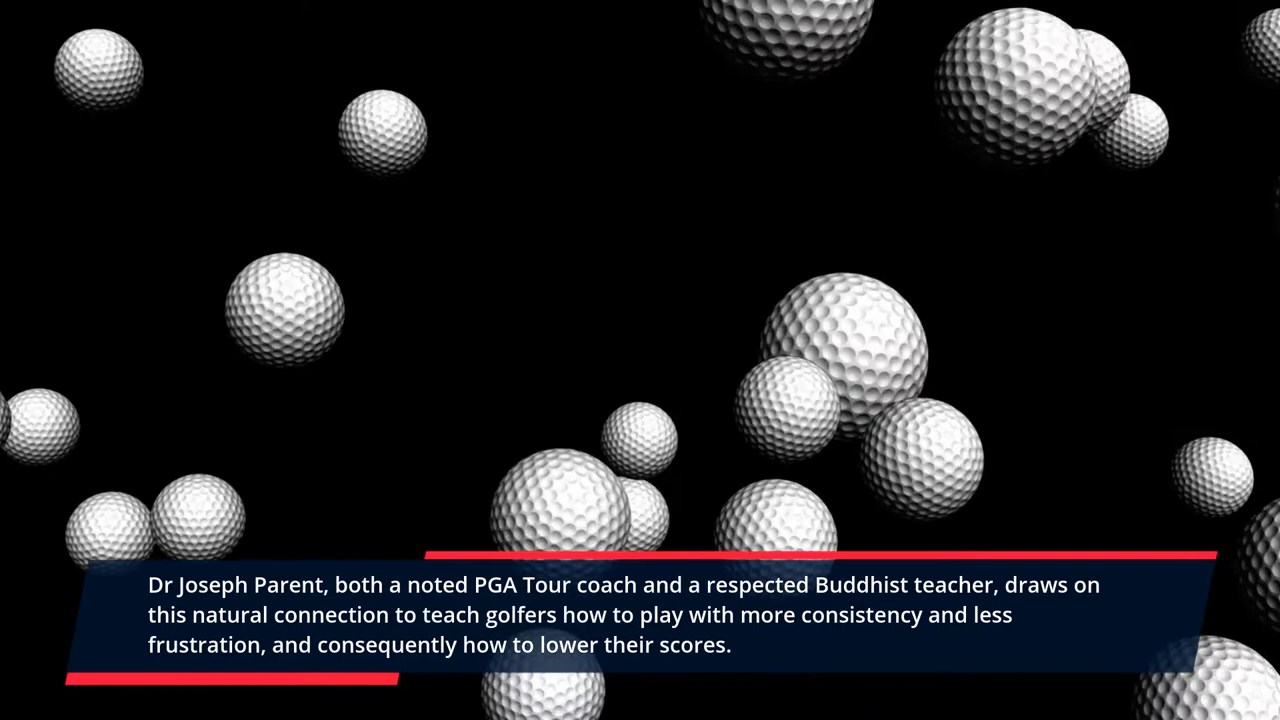 Dr Joseph Parent, both a noted PGA Tour coach and a respected Buddhist teacher, draws on
this natural connection to teach golfers how to play with more consistency and less
frustration, and consequently how to lower their scores.